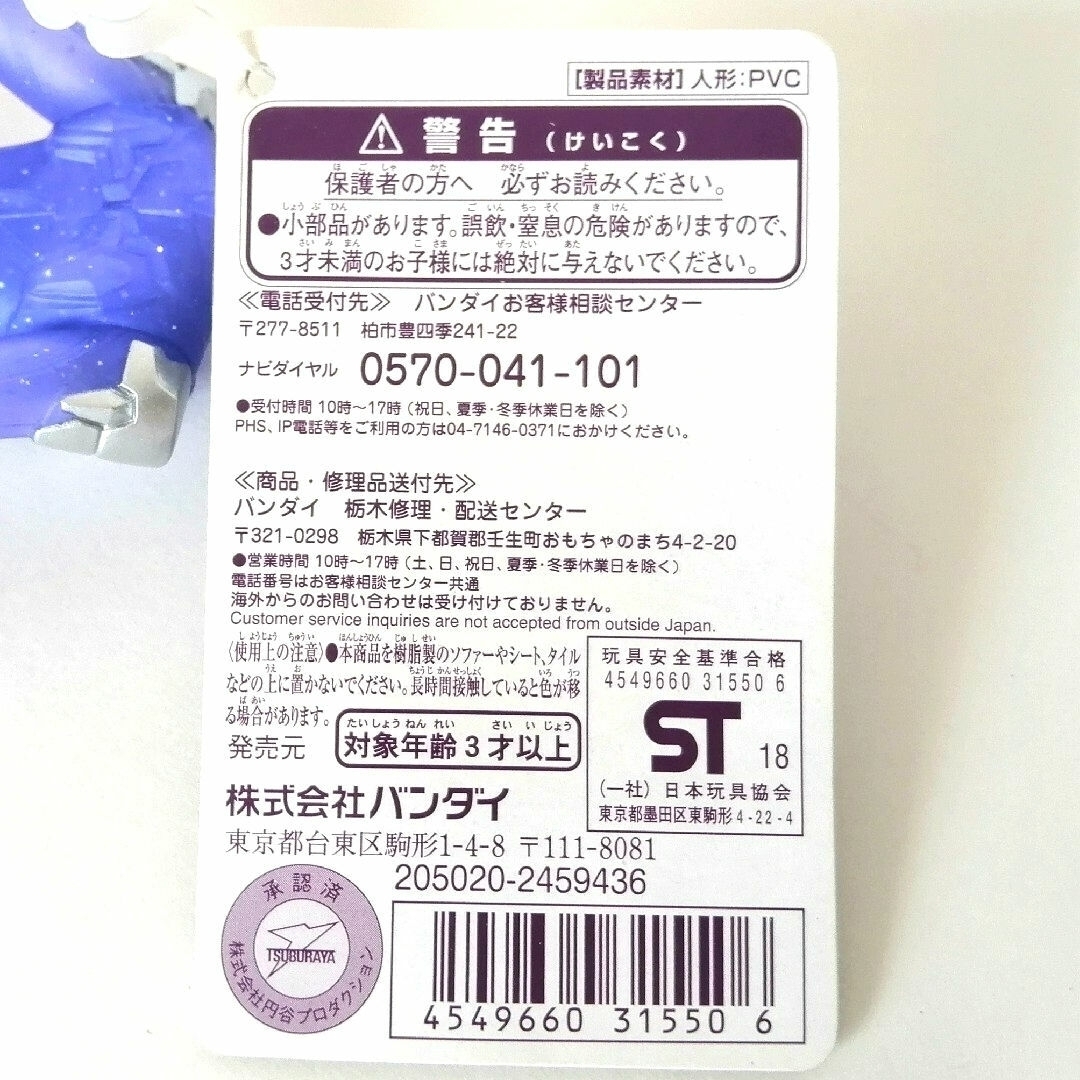 [製品素材] 人形：PVC
警告（けいこく）
保護者の方へ 必ずお読みください。
●小部品があります。誤飲・窒息の危険がありますので、
3才未満のお子様には絶対に与えないでください。
≪電話受付先≫ バンダイお客様相談センター
〒277-8511 柏市豊四季241-22
ナビダイヤル 0570-041-101
●受付時間 10時〜17時（祝日、夏季・冬季休業日を除く）
PHS、IP電話等をご利用の方は04-7146-0371におかけください。
≪商品・修理品送付先≫
バンダイ 栃木修理・配送センター
〒321-0298 栃木県下都賀郡壬生町おもちゃのまち4-2-20
●営業時間 10時〜17時（土、日、祝日、夏季・冬季休業日を除く）
電話番号はお客様相談センター共通
海外からのお問い合わせは受け付けておりません。
Customer service inquiries are not accepted from outside Japan.
〈使用上の注意〉●本商品を樹脂製のソファーやシート、タイル
などの上に置かないでください。長時間接触していると色が移
る場合があります。
対象年齢3才以上
発売元
株式会社バンダイ
東京都台東区駒形1-4-8 〒111-8081
205020-2459436
玩具安全基準合格
4549660 31550 6
ST 18
（一社）日本玩具協会
東京都墨田区東駒形4-22-4
承認済
TSUBURAYA
株式会社円谷プロダクション
4549660 31550 6